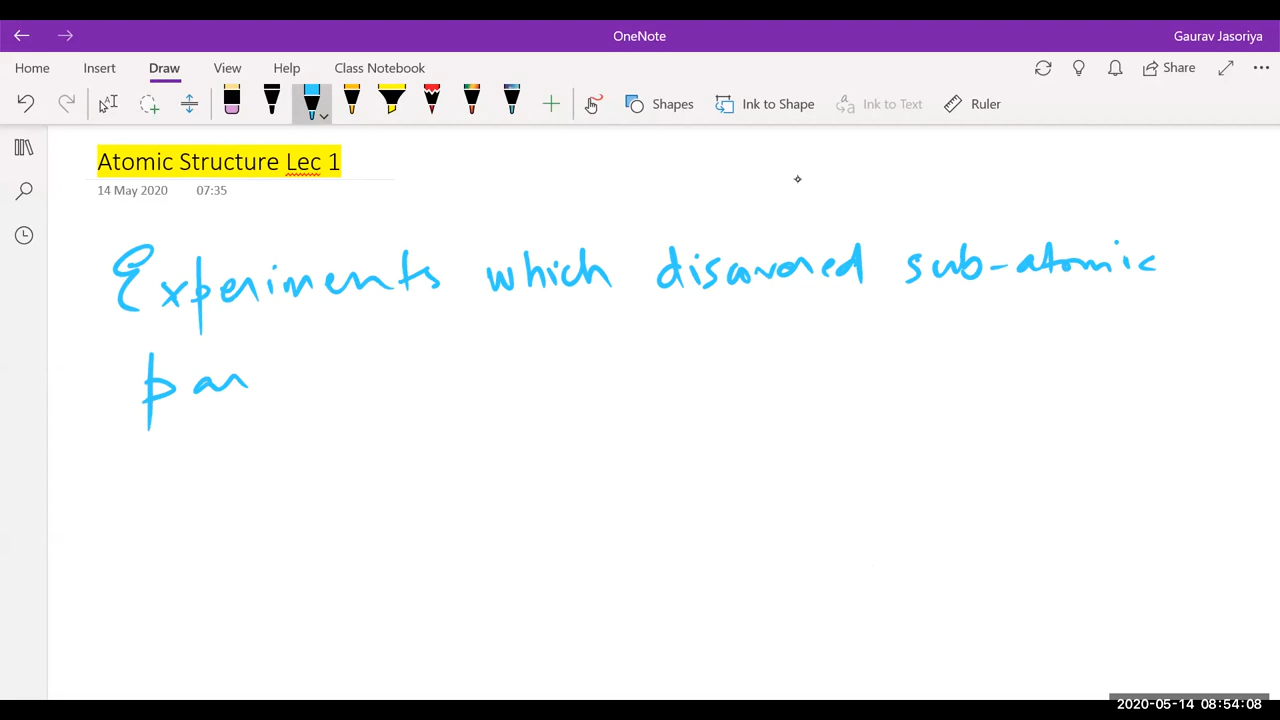 OneNote
Gaurav Jasoriya
Home Insert Draw View Help Class Notebook Share
Shapes Ink to Shape Ink to Text Ruler
Atomic Structure Lec 1
14 May 2020 07:35
Experiments which discovered sub-atomic
par
2020-05-14 08:54:08